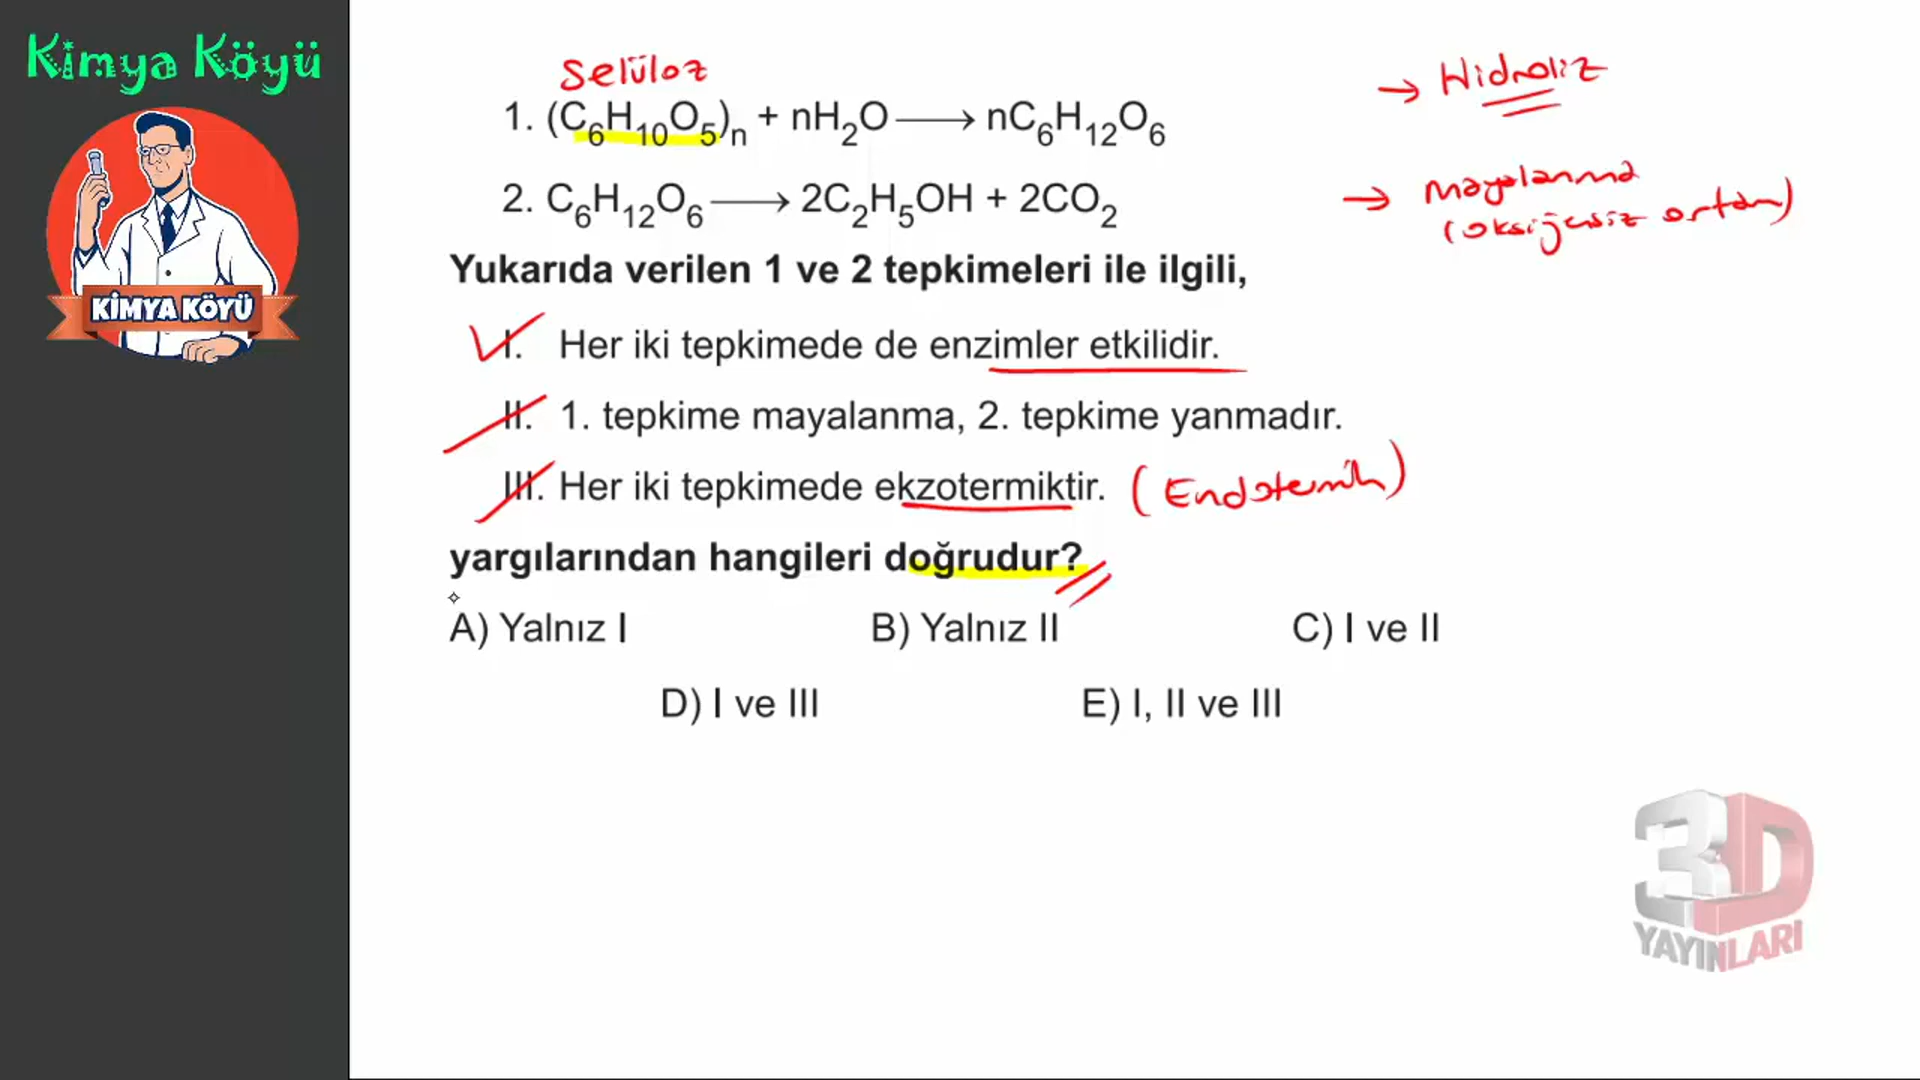 Kimya Köyü
KİMYA KÖYÜ
Selüloz
1. (C₆H₁₀O₅)ₙ + nH₂O ⟶ nC₆H₁₂O₆
→ Hidroliz
2. C₆H₁₂O₆ ⟶ 2C₂H₅OH + 2CO₂
→ mayalanma
(oksijensiz ortam)
Yukarıda verilen 1 ve 2 tepkimeleri ile ilgili,
I. Her iki tepkimede de enzimler etkilidir.
II. 1. tepkime mayalanma, 2. tepkime yanmadır.
III. Her iki tepkimede ekzotermiktir. (Endotermik)
yargılarından hangileri doğrudur?
A) Yalnız I B) Yalnız II C) I ve II
D) I ve III E) I, II ve III
3D
YAYINLARI